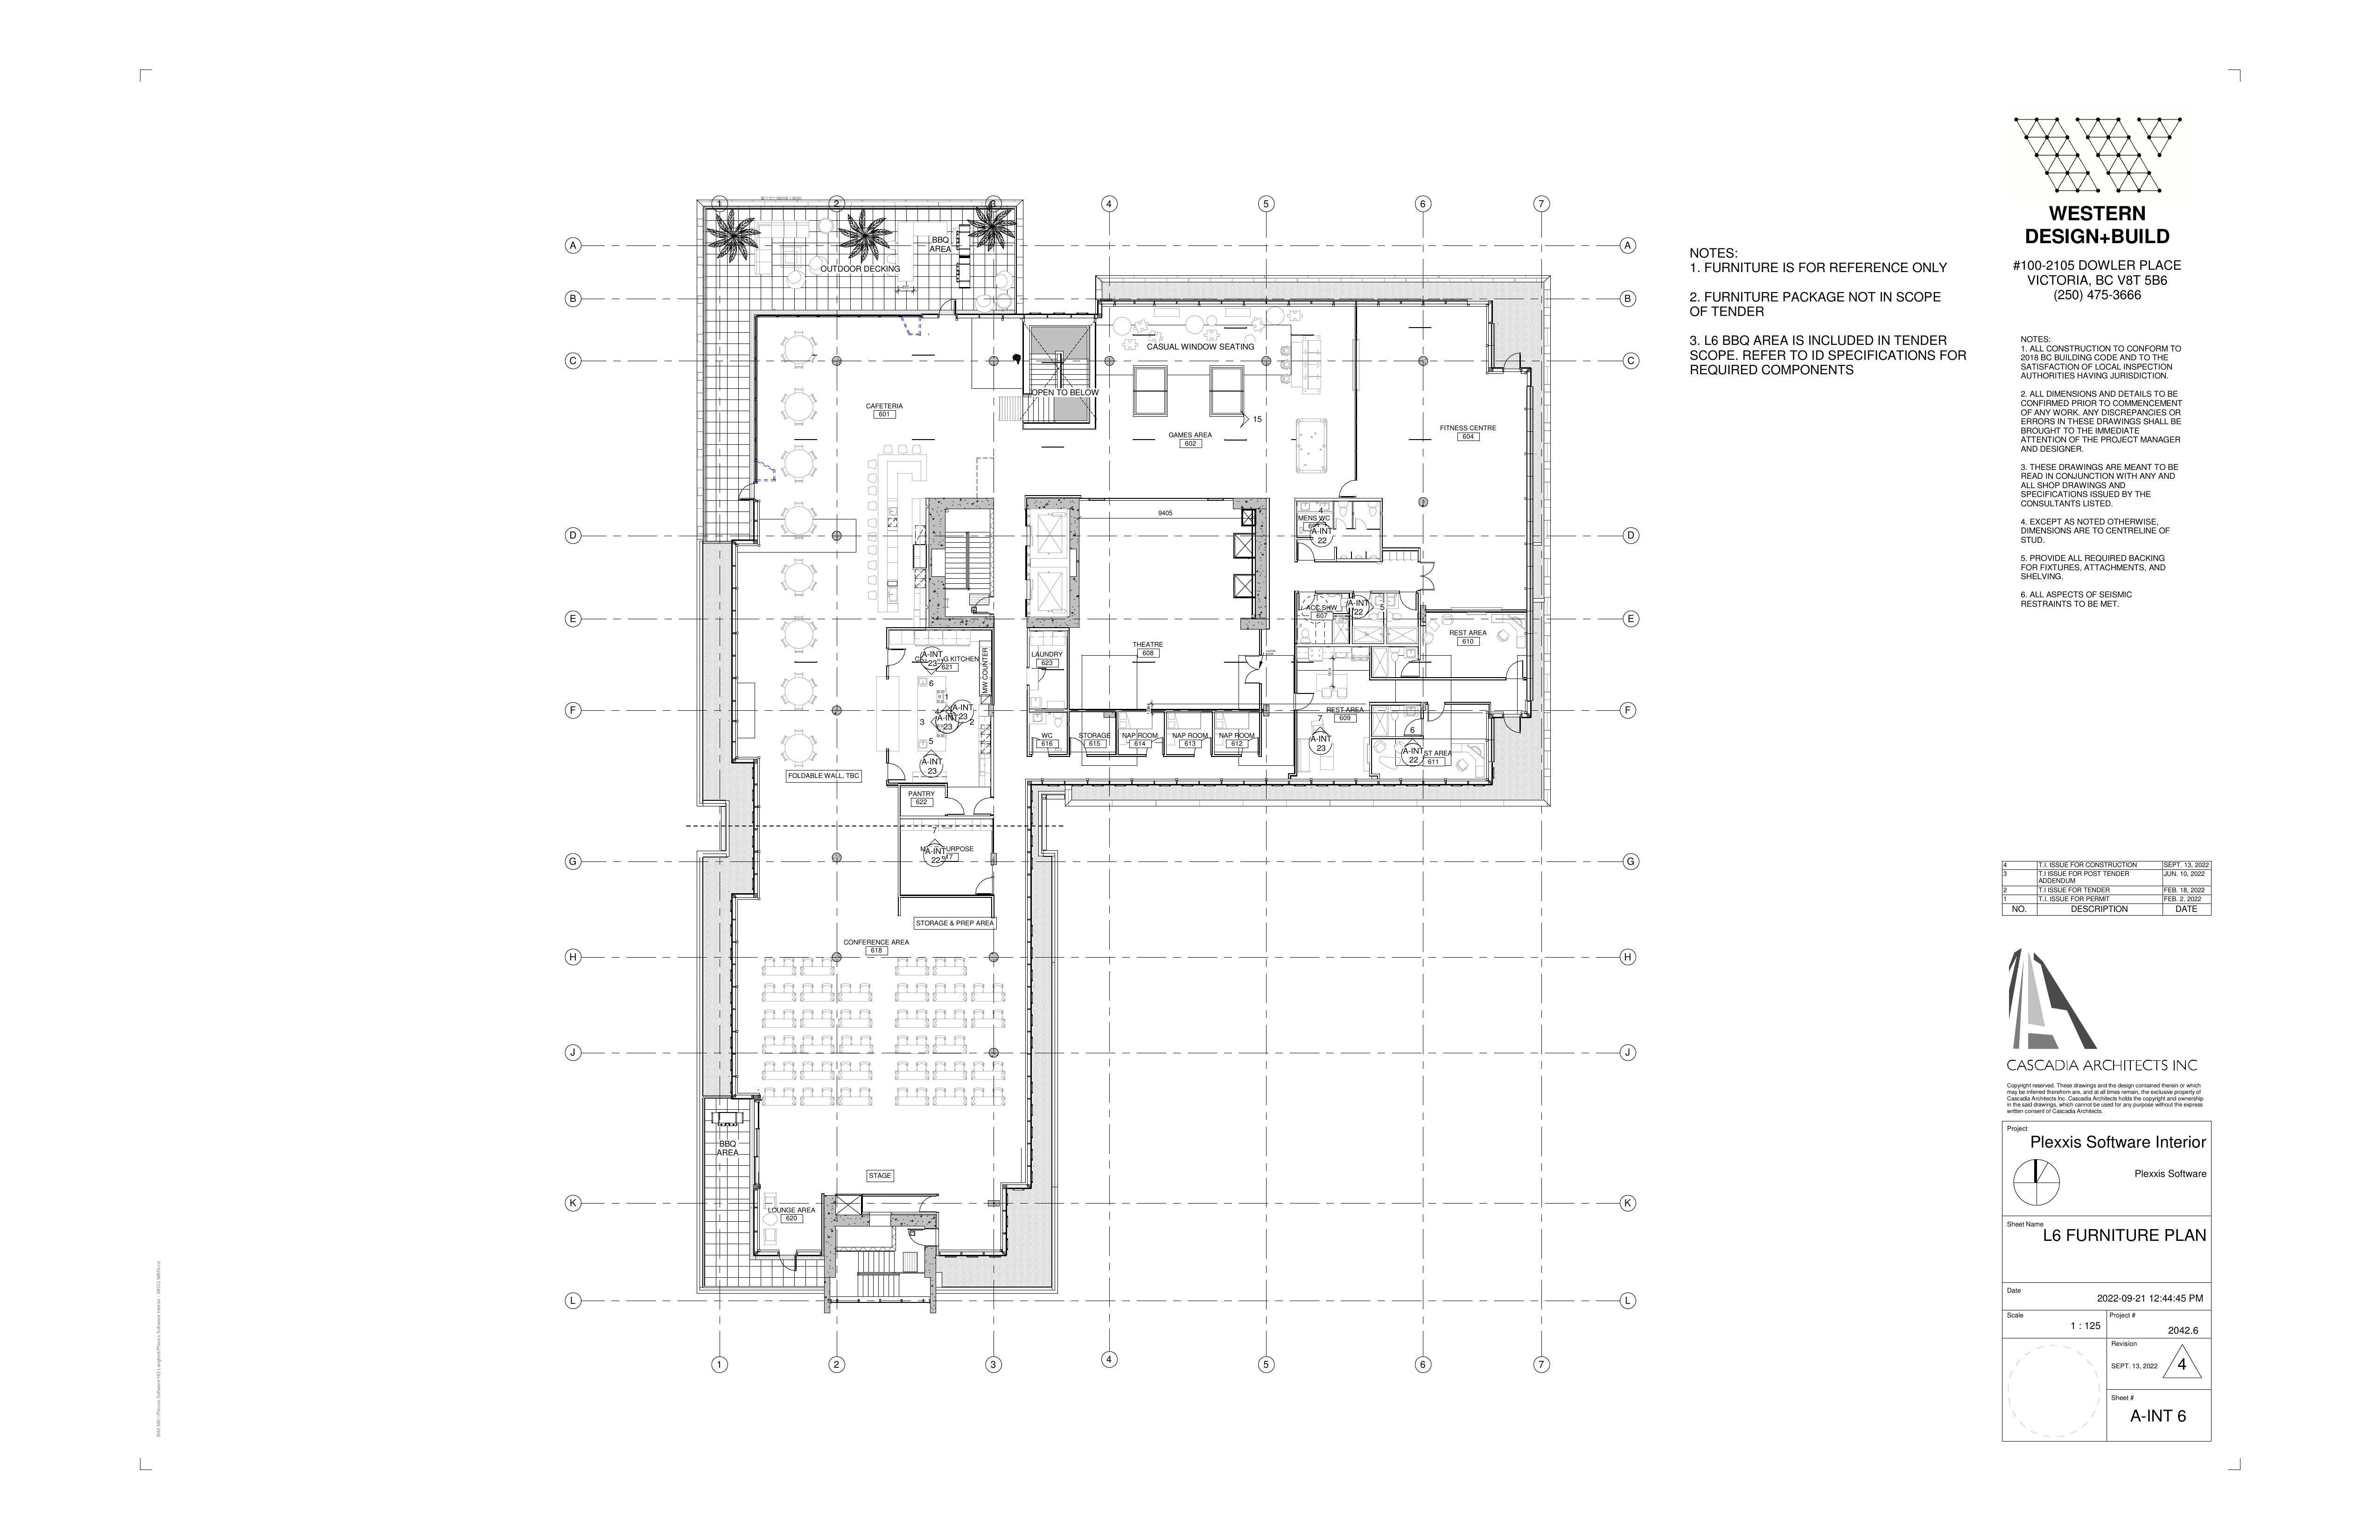 WESTERN
DESIGN+BUILD
#100-2105 DOWLER PLACE
VICTORIA, BC V8T 5B6
(250) 475-3666
NOTES:
1. FURNITURE IS FOR REFERENCE ONLY
2. FURNITURE PACKAGE NOT IN SCOPE
OF TENDER
3. L6 BBQ AREA IS INCLUDED IN TENDER
SCOPE. REFER TO ID SPECIFICATIONS FOR
REQUIRED COMPONENTS
NOTES:
1. ALL CONSTRUCTION TO CONFORM TO
2018 BC BUILDING CODE AND TO THE
SATISFACTION OF LOCAL INSPECTION
AUTHORITIES HAVING JURISDICTION.
2. ALL DIMENSIONS AND DETAILS TO BE
CONFIRMED PRIOR TO COMMENCEMENT
OF ANY WORK. ANY DISCREPANCIES OR
ERRORS IN THESE DRAWINGS SHALL BE
BROUGHT TO THE IMMEDIATE
ATTENTION OF THE PROJECT MANAGER
AND DESIGNER.
3. THESE DRAWINGS ARE MEANT TO BE
READ IN CONJUNCTION WITH ANY AND
ALL SHOP DRAWINGS AND
SPECIFICATIONS ISSUED BY THE
CONSULTANTS LISTED.
4. EXCEPT AS NOTED OTHERWISE,
DIMENSIONS ARE TO CENTRELINE OF
STUD.
5. PROVIDE ALL REQUIRED BACKING
FOR FIXTURES, ATTACHMENTS, AND
SHELVING.
6. ALL ASPECTS OF SEISMIC
RESTRAINTS TO BE MET.
1 2 3 4 5 6 7
A A
BBQ
AREA
OUTDOOR DECKING
B B
CASUAL WINDOW SEATING
C C
OPEN TO BELOW
CAFETERIA
601
15
GAMES AREA
602
FITNESS CENTRE
604
9405
4
MENS WC
A-INT
22
D D
ACC SHW
607
A-INT
22
5
E E
REST AREA
610
THEATRE
608
LAUNDRY
623
KITCHEN
621
A-INT
23
MW COUNTER
6
1
F F
A-INT
23
A-INT
23
3
4
2
5
A-INT
23
REST AREA
609
7
A-INT
23
6
A-INT
22
611
WC
616
STORAGE
615
NAP ROOM
614
NAP ROOM
613
NAP ROOM
612
FOLDABLE WALL, TBC
PANTRY
622
7
A-INT
22
G G
STORAGE & PREP AREA
CONFERENCE AREA
618
H H
J J
BBQ
AREA
STAGE
K K
LOUNGE AREA
620
L L
1 2 3 4 5 6 7
4 T.I. ISSUE FOR CONSTRUCTION SEPT. 13, 2022
3 T.I ISSUE FOR POST TENDER JUN. 10, 2022
ADDENDUM
2 T.I ISSUE FOR TENDER FEB. 18, 2022
1 T.I. ISSUE FOR PERMIT FEB. 2, 2022
NO. DESCRIPTION DATE
CASCADIA ARCHITECTS INC
Copyright reserved. These drawings and the design contained therein or which
may be inferred therefrom are, and at all times remain, the exclusive property of
Cascadia Architects Inc. Cascadia Architects holds the copyright and ownership
in the said drawings, which cannot be used for any purpose without the express
written consent of Cascadia Architects.
Project
Plexxis Software Interior
Plexxis Software
Sheet Name
L6 FURNITURE PLAN
Date
2022-09-21 12:44:45 PM
Scale
1 : 125
Project #
2042.6
Revision
SEPT. 13, 2022
4
Sheet #
A-INT 6